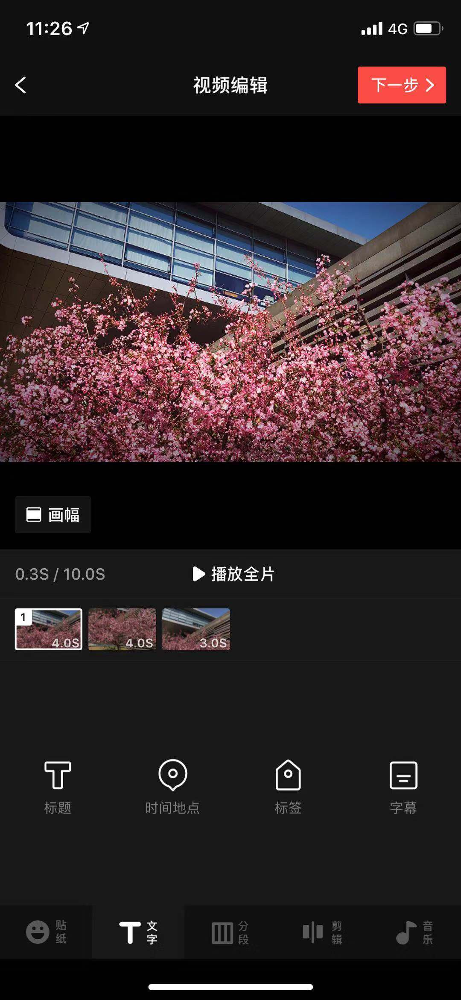 11:26 4G
视频编辑 下一步
画幅
0.3S / 10.0S 播放全片
1 4.0S 4.0S 3.0S
标题 时间地点 标签 字幕
贴纸 文字 分段 剪辑 音乐